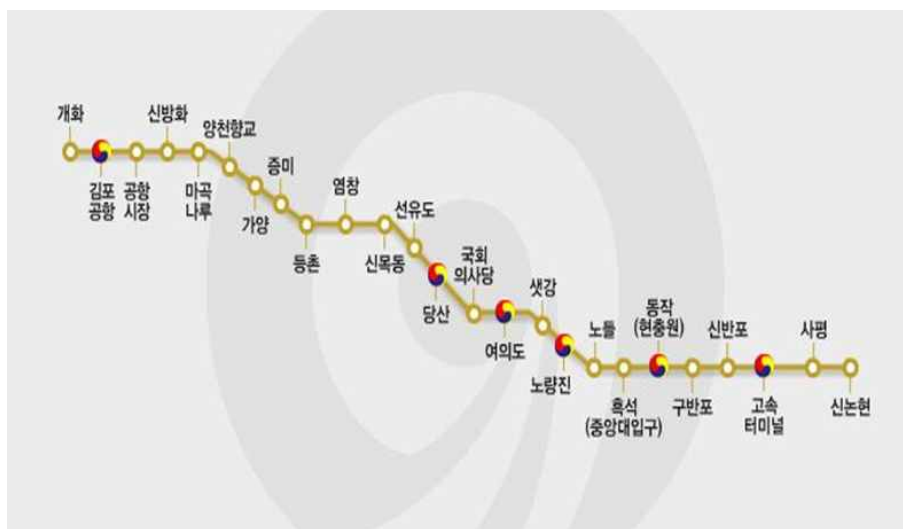 개화
김포
공항
공항
시장
신방화
마곡
나루
양천향교
가양
증미
등촌
염창
신목동
선유도
당산
국회
의사당
여의도
샛강
노량진
노들
흑석
(중앙대입구)
동작
(현충원)
구반포
신반포
고속
터미널
사평
신논현